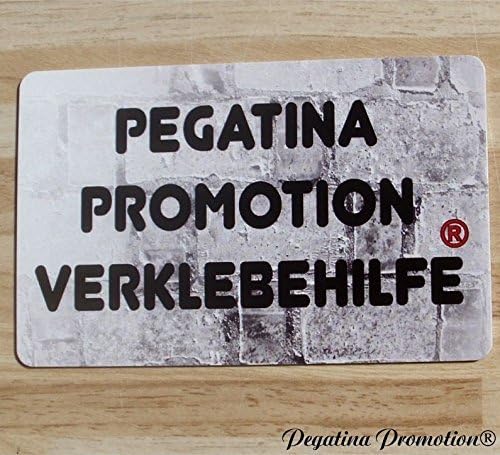 PEGATINA
PROMOTION
®
VERKLEBEHILFE
Pegatina Promotion®